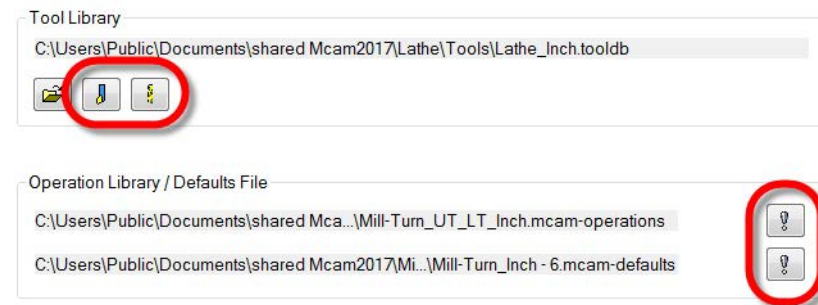 Tool Library
C:\Users\Public\Documents\shared Mcam2017\Lathe\Tools\Lathe_Inch.tooldb
Operation Library / Defaults File
C:\Users\Public\Documents\shared Mca...\Mill-Turn_UT_LT_Inch.mcam-operations
C:\Users\Public\Documents\shared Mcam2017\Mi...\Mill-Turn_Inch - 6.mcam-defaults